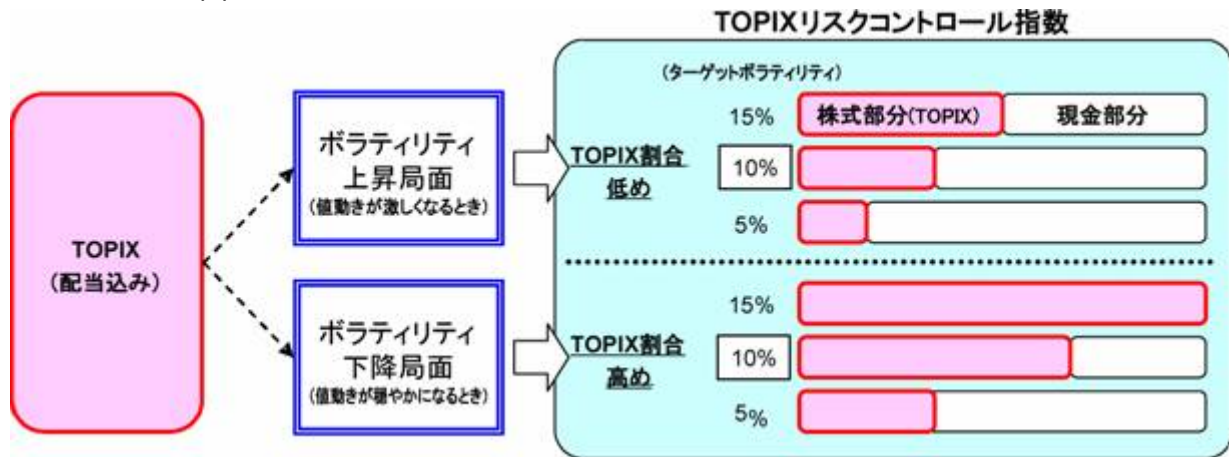 TOPIXリスクコントロール指数
(ターゲットボラティリティ)
TOPIX
(配当込み)
ボラティリティ
上昇局面
(値動きが激しくなるとき)
TOPIX割合
低め
15%
株式部分(TOPIX)
現金部分
10%
5%
ボラティリティ
下降局面
(値動きが穏やかになるとき)
TOPIX割合
高め
15%
10%
5%